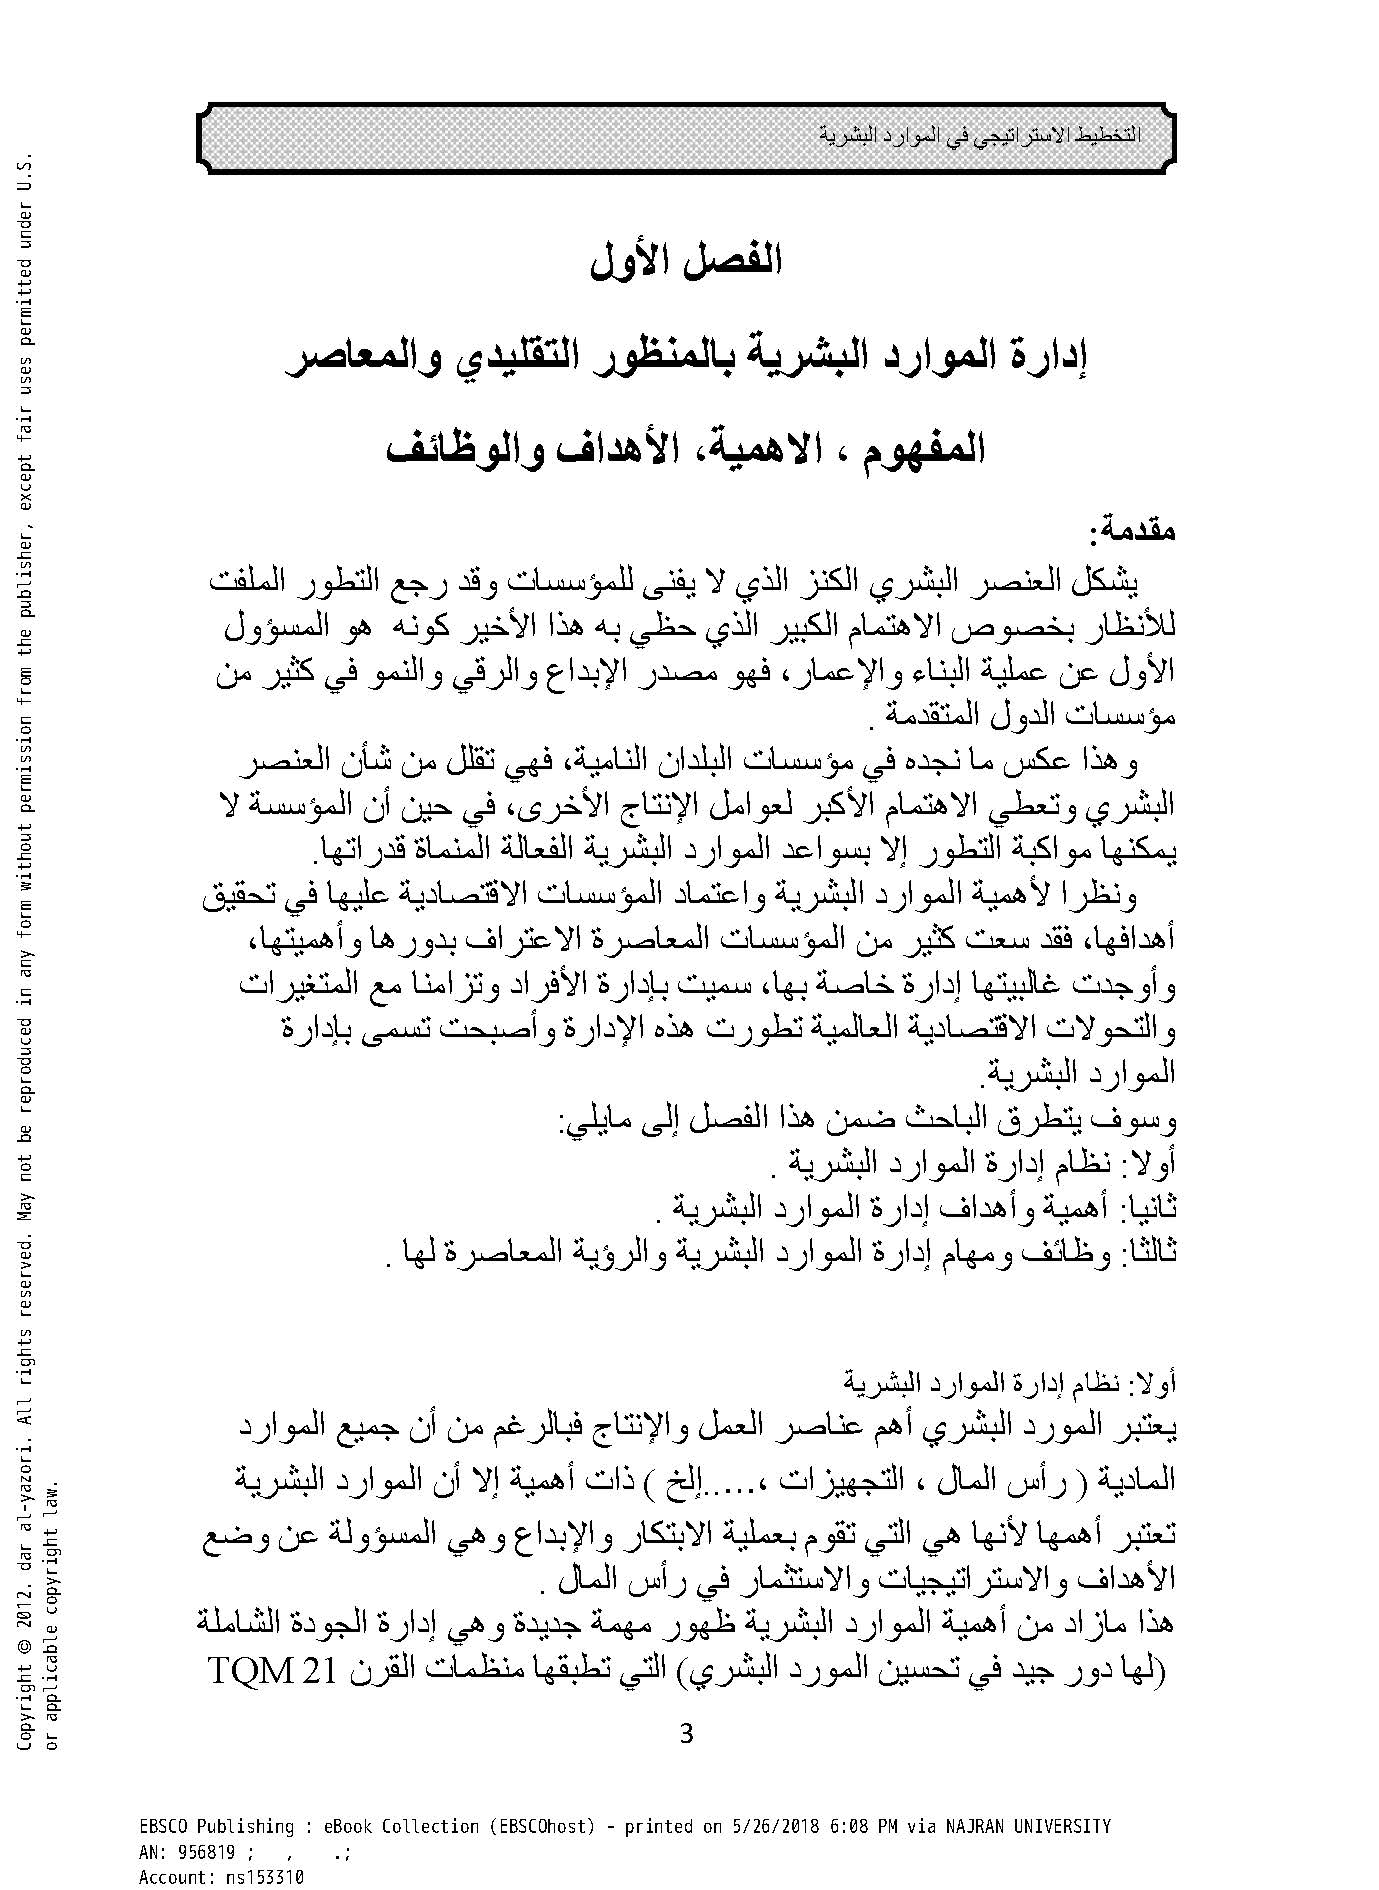 التخطيط الاستراتيجي في الموارد البشرية
الفصل الأول
إدارة الموارد البشرية بالمنظور التقليدي والمعاصر
المفهوم ، الاهمية، الأهداف والوظائف
مقدمة:
يشكل العنصر البشري الكنز الذي لا يفنى للمؤسسات وقد رجع التطور الملفت
للأنظار بخصوص الاهتمام الكبير الذي حظي به هذا الأخير كونه هو المسؤول
الأول عن عملية البناء والإعمار، فهو مصدر الإبداع والرقي والنمو في كثير من
مؤسسات الدول المتقدمة .
وهذا عكس ما نجده في مؤسسات البلدان النامية، فهي تقلل من شأن العنصر
البشري وتعطي الاهتمام الأكبر لعوامل الإنتاج الأخرى، في حين أن المؤسسة لا
يمكنها مواكبة التطور إلا بسواعد الموارد البشرية الفعالة المنماة قدراتها.
ونظرا لأهمية الموارد البشرية واعتماد المؤسسات الاقتصادية عليها في تحقيق
أهدافها، فقد سعت كثير من المؤسسات المعاصرة الاعتراف بدورها وأهميتها،
وأوجدت غالبيتها إدارة خاصة بها، سميت بإدارة الأفراد وتزامنا مع المتغيرات
والتحولات الاقتصادية العالمية تطورت هذه الإدارة وأصبحت تسمى بإدارة
الموارد البشرية.
وسوف يتطرق الباحث ضمن هذا الفصل إلى مايلي:
أولا: نظام إدارة الموارد البشرية .
ثانيا: أهمية وأهداف إدارة الموارد البشرية .
ثالثا: وظائف ومهام إدارة الموارد البشرية والرؤية المعاصرة لها .
أولا: نظام إدارة الموارد البشرية
يعتبر المورد البشري أهم عناصر العمل والإنتاج فبالرغم من أن جميع الموارد
المادية ( رأس المال ، التجهيزات ،.....إلخ ) ذات أهمية إلا أن الموارد البشرية
تعتبر أهمها لأنها هي التي تقوم بعملية الابتكار والإبداع وهي المسؤولة عن وضع
الأهداف والاستراتيجيات والاستثمار في رأس المال .
هذا مازاد من أهمية الموارد البشرية ظهور مهمة جديدة وهي إدارة الجودة الشاملة
(لها دور جيد في تحسين المورد البشري) التي تطبقها منظمات القرن 21 TQM
3
EBSCO Publishing : eBook Collection (EBSCOhost) - printed on 5/26/2018 6:08 PM via NAJRAN UNIVERSITY
AN: 956819 ; , .;
Account: ns153310
Copyright © 2012. dar al-yazori. All rights reserved. May not be reproduced in any form without permission from the publisher, except fair uses permitted under U.S.
or applicable copyright law.